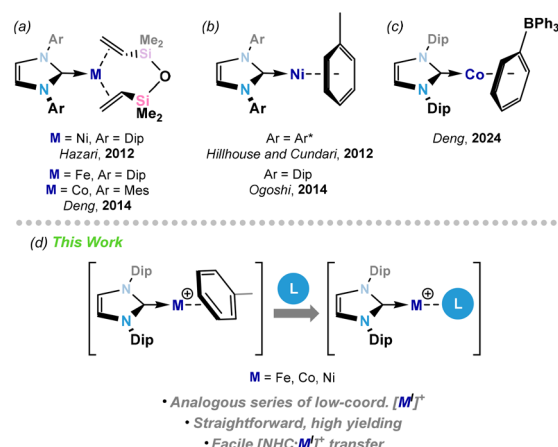 (a)
Ar
N
N
Ar
M
Si
Me2
O
Si
Me2
M = Ni, Ar = Dip
Hazari, 2012
M = Fe, Ar = Dip
M = Co, Ar = Mes
Deng, 2014
(b)
Ar
N
N
Ar
Ni
Ar = Ar*
Hillhouse and Cundari, 2012
Ar = Dip
Ogoshi, 2014
(c)
BPh3
Dip
N
N
Dip
Co
Deng, 2024
(d) This Work
Dip
N
N
Dip
M
⊕
L
Dip
N
N
Dip
M
⊕
L
M = Fe, Co, Ni
• Analogous series of low-coord. [M^I]+
• Straightforward, high yielding
• Facile [NHC·M^I]+ transfer